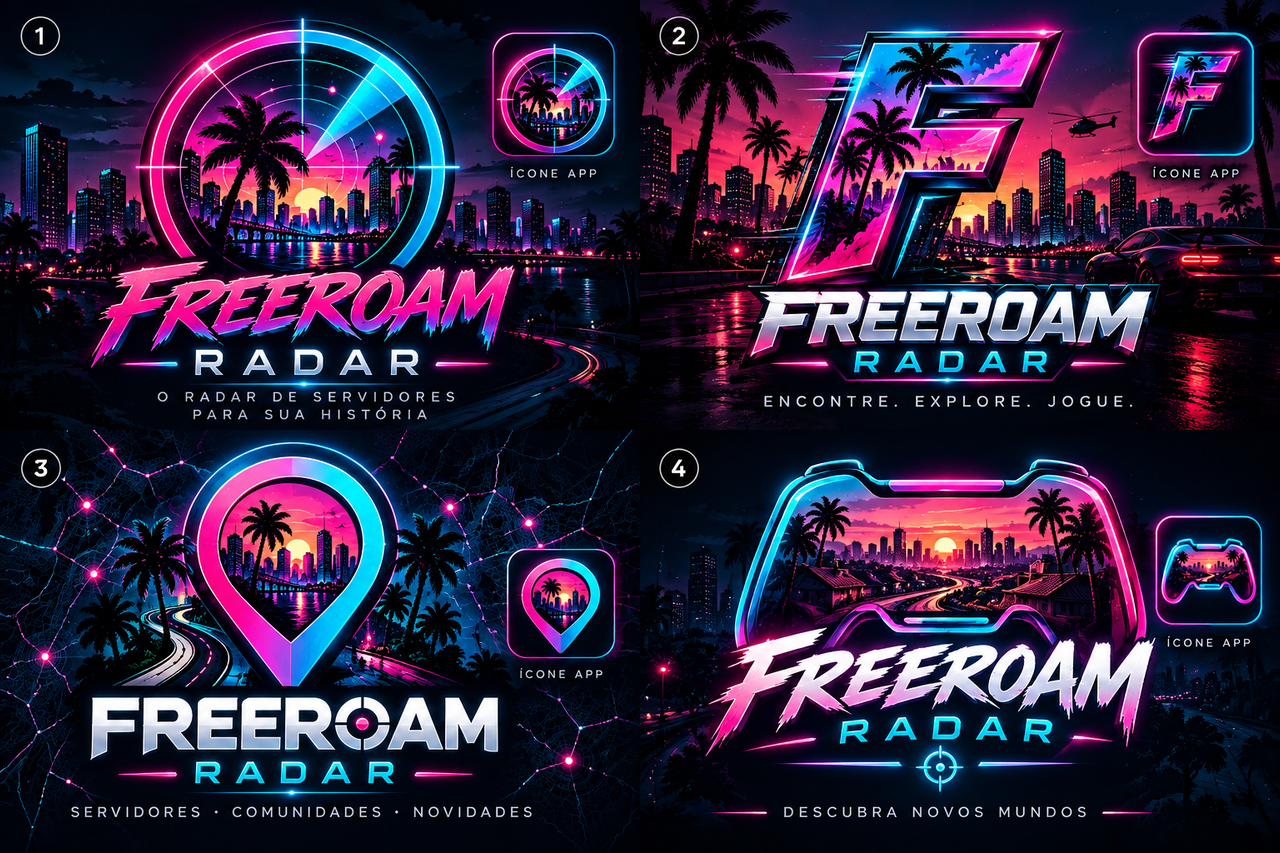 1
ÍCONE APP
FREEROAM
RADAR
O RADAR DE SERVIDORES
PARA SUA HISTÓRIA
2
F
F
ÍCONE APP
FREEROAM
RADAR
ENCONTRE. EXPLORE. JOGUE.
3
ÍCONE APP
FREEROAM
RADAR
SERVIDORES · COMUNIDADES · NOVIDADES
4
ÍCONE APP
FREEROAM
RADAR
DESCUBRA NOVOS MUNDOS